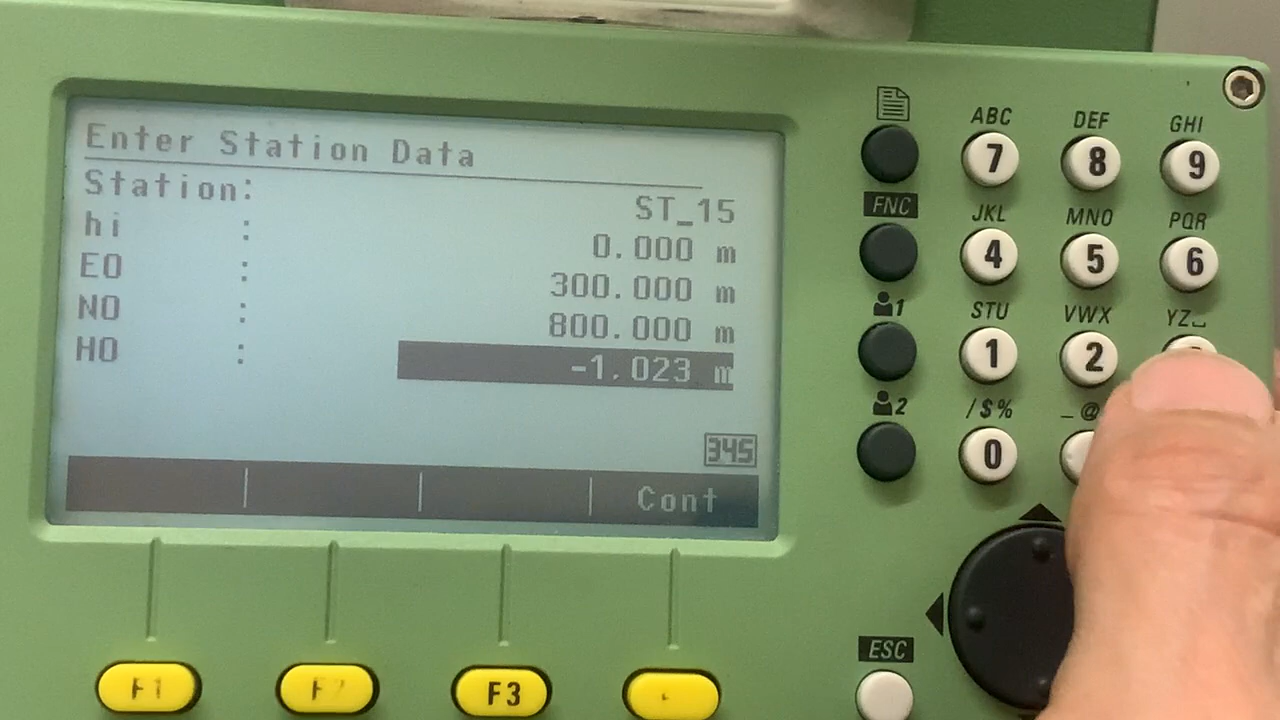 Enter Station Data
Station: ST_15
hi : 0.000 m
E0 : 300.000 m
N0 : 800.000 m
H0 : -1.023 m
345
Cont
F1
F3
FNC
1
2
ESC
ABC DEF GHI
7 8 9
JKL MNO PQR
4 5 6
STU VWX YZ␣
1 2
/$% _@
0